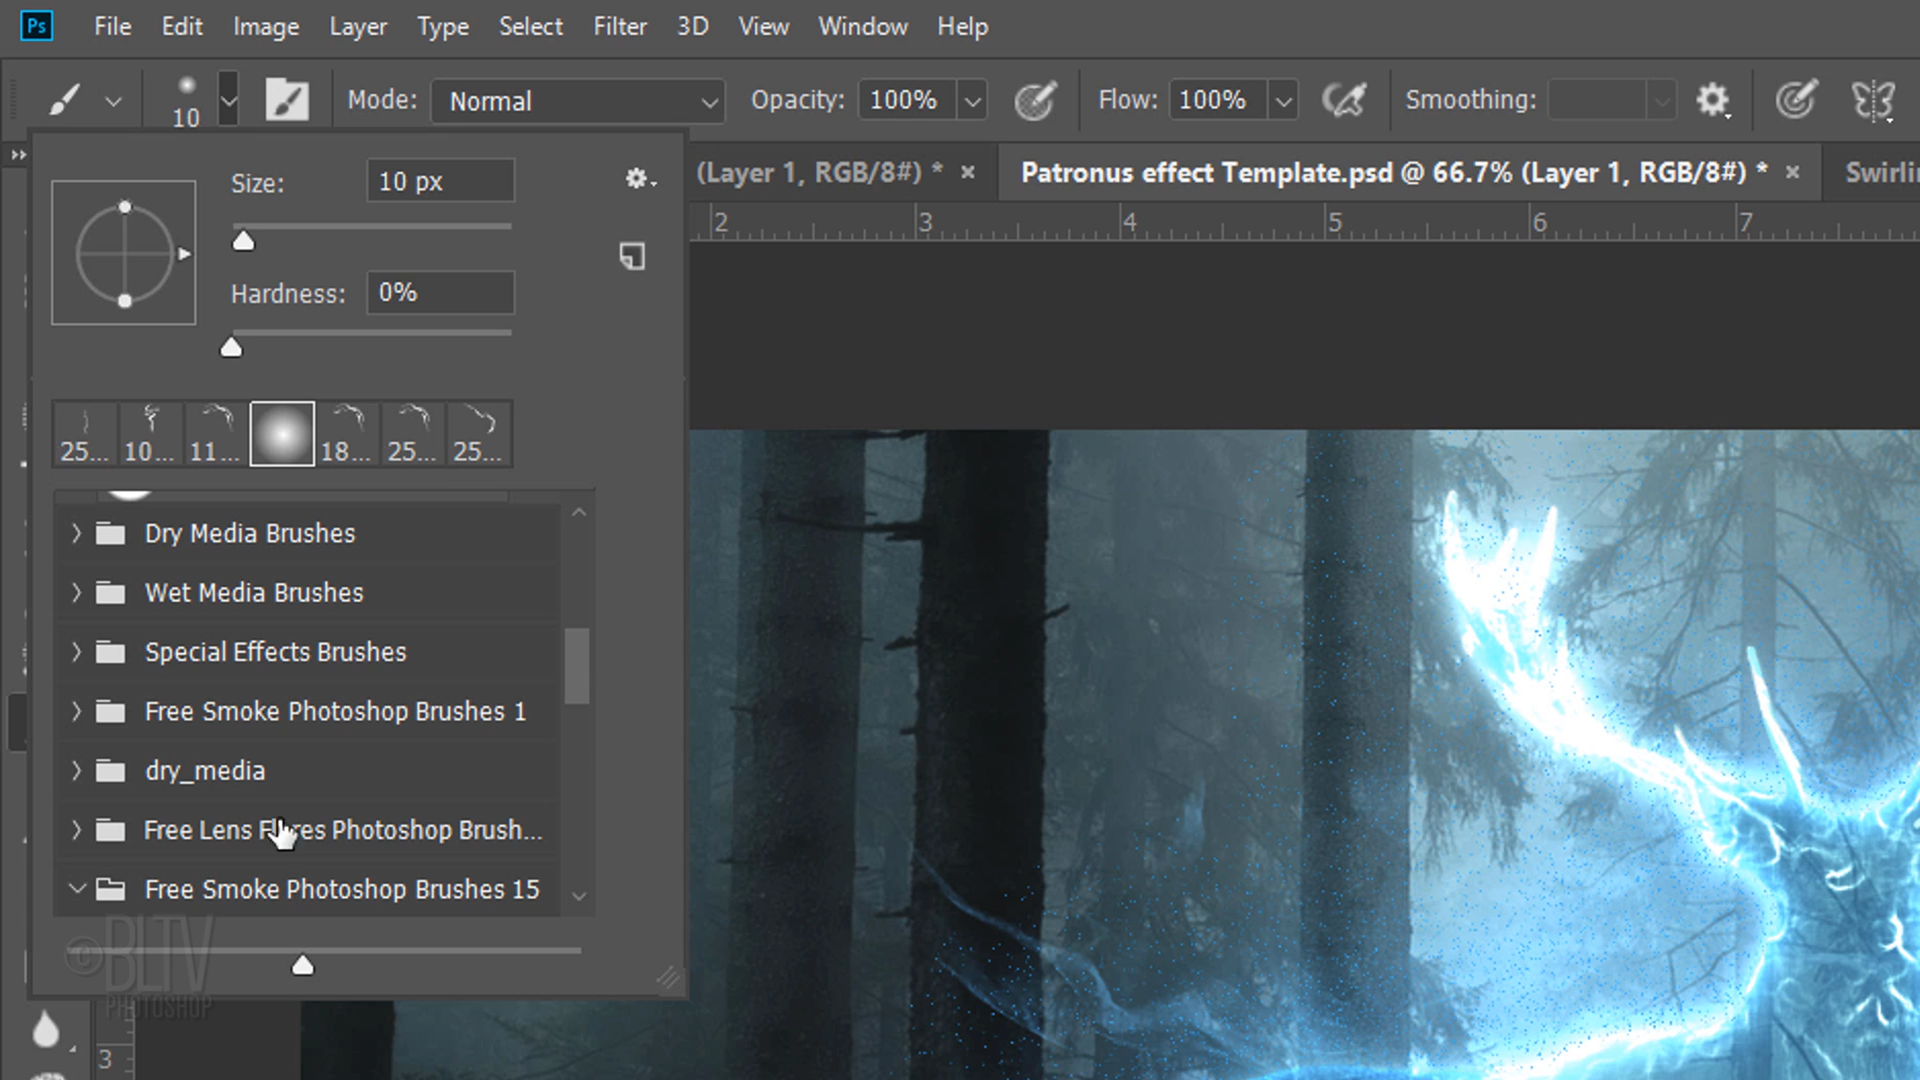 Ps File Edit Image Layer Type Select Filter 3D View Window Help
10 Mode: Normal Opacity: 100% Flow: 100% Smoothing:
(Layer 1, RGB/8#) * × Patronus effect Template.psd @ 66.7% (Layer 1, RGB/8#) * × Swirli
Size: 10 px
2 3 4 5 6 7
Hardness: 0%
25... 10... 11... 18... 25... 25...
Dry Media Brushes
Wet Media Brushes
Special Effects Brushes
Free Smoke Photoshop Brushes 1
dry_media
Free Lens Flares Photoshop Brush...
Free Smoke Photoshop Brushes 15
© BLTV
PHOTOSHOP
3